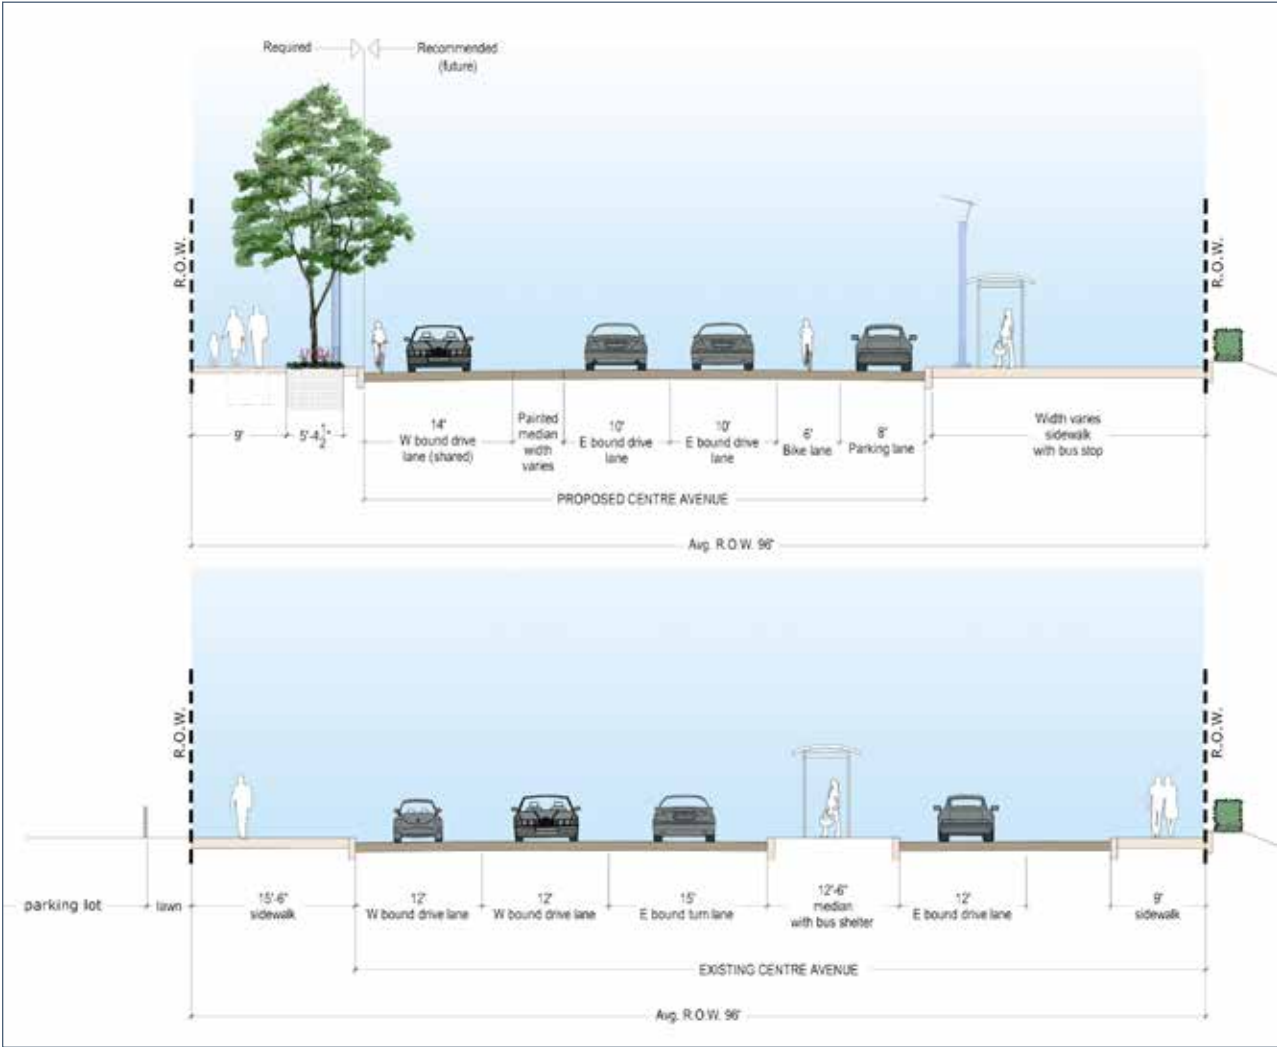 Required
Recommended
(future)
R.O.W.
R.O.W.
9'
5'-4½"
14'
W bound drive
lane (shared)
Painted
median
width
varies
10'
E bound drive
lane
10'
E bound drive
lane
6'
Bike lane
8'
Parking lane
Width varies
sidewalk
with bus stop
PROPOSED CENTRE AVENUE
Avg. R.O.W. 96'
R.O.W.
R.O.W.
parking lot
lawn
15'-6"
sidewalk
12'
W bound drive lane
12'
W bound drive lane
15'
E bound turn lane
12'-6"
median
with bus shelter
12'
E bound drive lane
9'
sidewalk
EXISTING CENTRE AVENUE
Avg. R.O.W. 96'